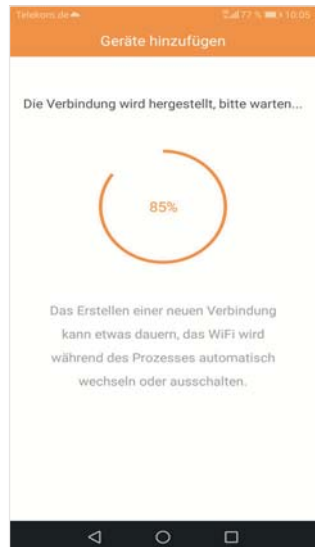 Telekom.de 77 % 10:05
Geräte hinzufügen
Die Verbindung wird hergestellt, bitte warten...
85%
Das Erstellen einer neuen Verbindung
kann etwas dauern, das WiFi wird
während des Prozesses automatisch
wechseln oder ausschalten.